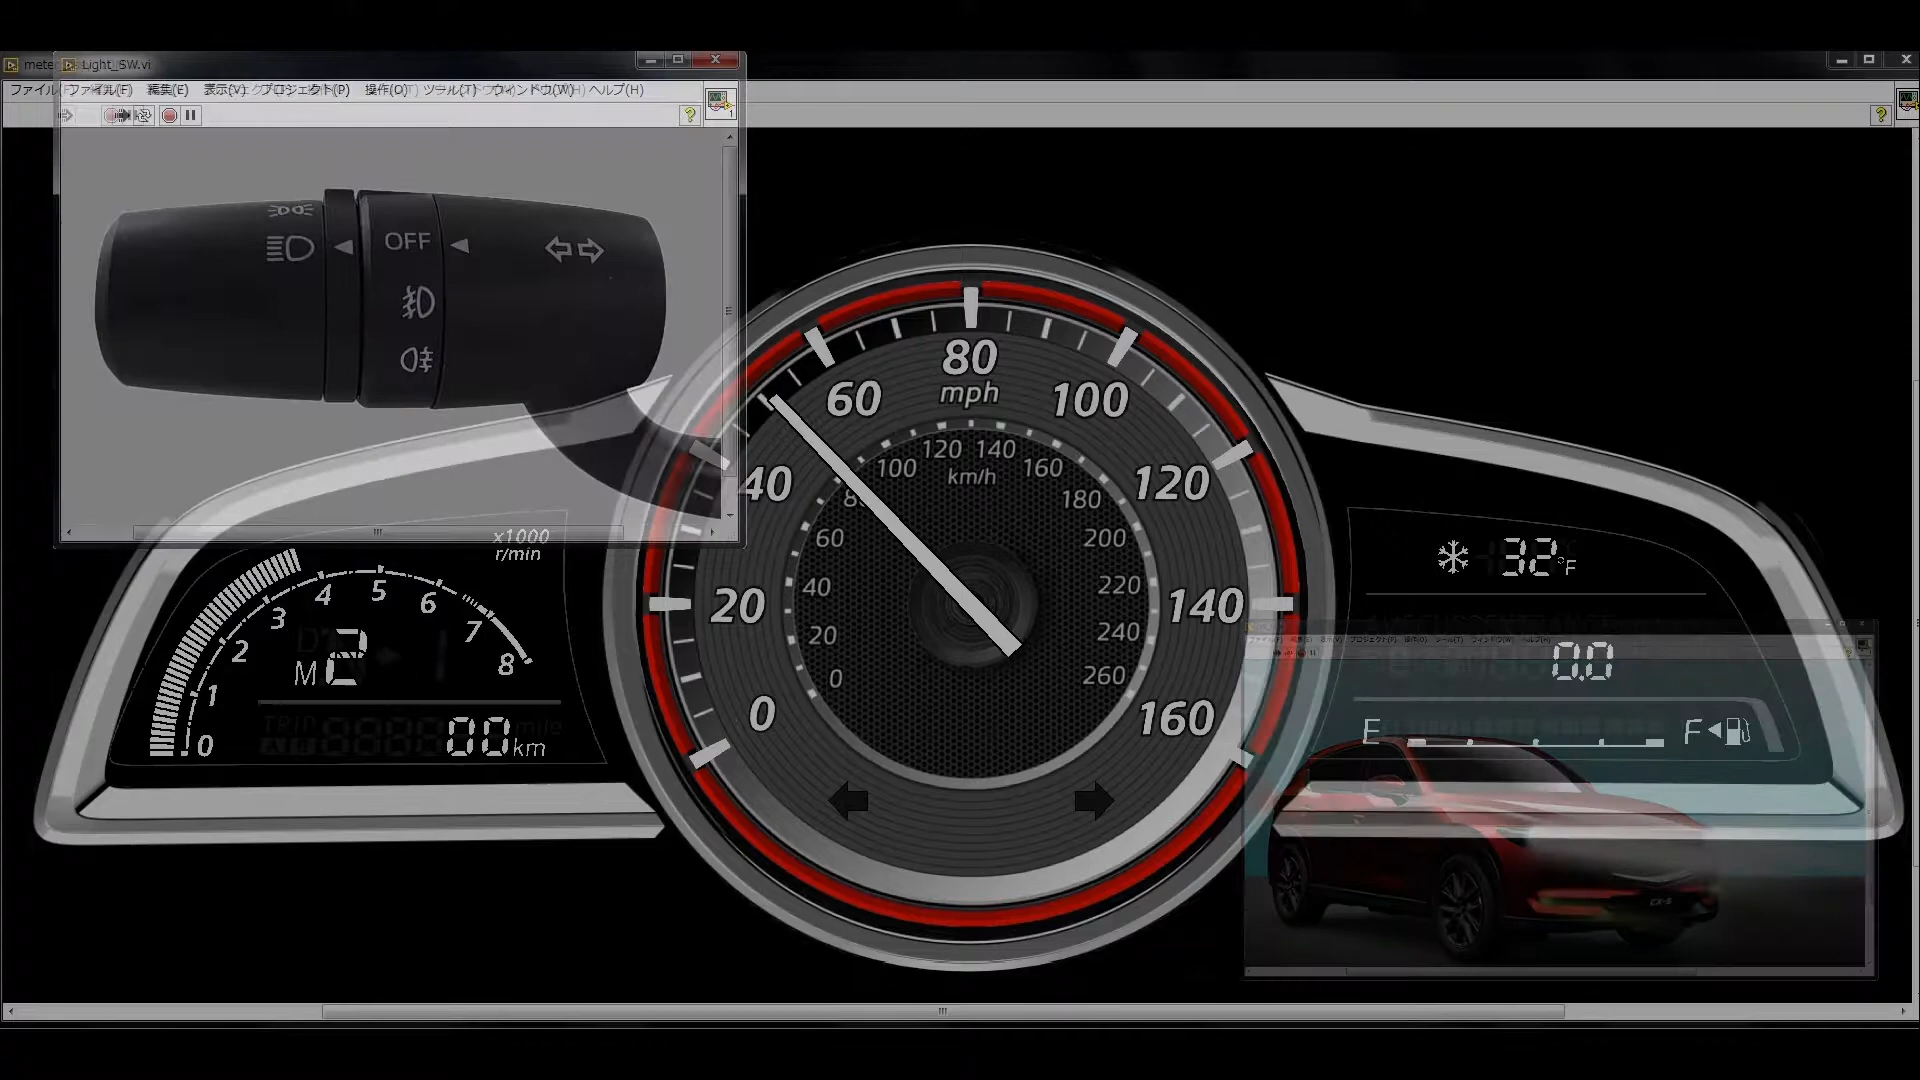 Light_SW.vi
ファイル(F) 編集(E) 表示(V) プロジェクト(P) 操作(O) ツール(T) ウィンドウ(W) ヘルプ(H)
OFF
80
mph
60 100
120 140
100 km/h 160
40 120
180
60 200
x1000
r/min
40 220
20 140
20 240
0 260
0 160
4 5 6
3 7
2 8
1
0
M 2
00 km
32°F
0.0
E F
CX-5